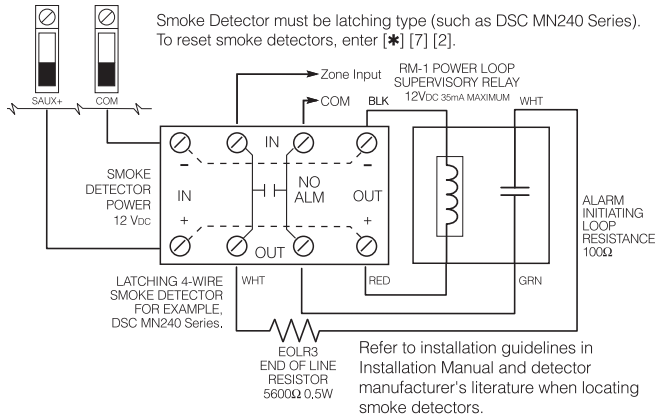 Smoke Detector must be latching type (such as DSC MN240 Series).
To reset smoke detectors, enter [✱] [7] [2].
SAUX+
COM
Zone Input
COM
RM-1 POWER LOOP
SUPERVISORY RELAY
12VDC 35mA MAXIMUM
BLK
WHT
SMOKE
DETECTOR
POWER
12 VDC
IN
–
–
IN
NO
ALM
OUT
+
+
OUT
ALARM
INITIATING
LOOP
RESISTANCE
100Ω
LATCHING 4-WIRE
SMOKE DETECTOR
FOR EXAMPLE,
DSC MN240 Series.
WHT
RED
GRN
EOLR3
END OF LINE
RESISTOR
5600Ω 0,5W
Refer to installation guidelines in
Installation Manual and detector
manufacturer's literature when locating
smoke detectors.